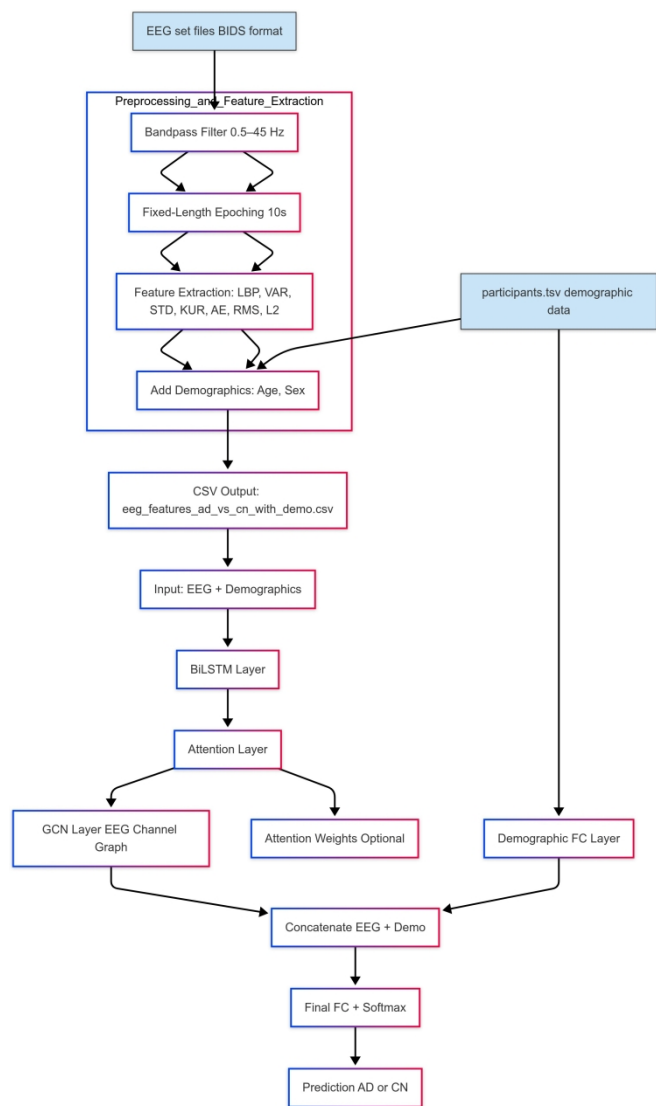 EEG set files BIDS format
Preprocessing_and_Feature_Extraction
Bandpass Filter 0.5–45 Hz
Fixed-Length Epoching 10s
Feature Extraction: LBP, VAR,
STD, KUR, AE, RMS, L2
participants.tsv demographic
data
Add Demographics: Age, Sex
CSV Output:
eeg_features_ad_vs_cn_with_demo.csv
Input: EEG + Demographics
BiLSTM Layer
Attention Layer
GCN Layer EEG Channel
Graph
Attention Weights Optional
Demographic FC Layer
Concatenate EEG + Demo
Final FC + Softmax
Prediction AD or CN